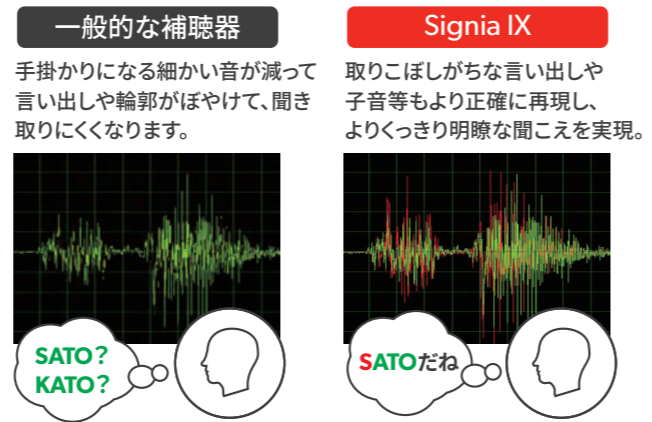 一般的な補聴器
手掛かりになる細かい音が減って
言い出しや輪郭がぼやけて、聞き
取りにくくなります。
SATO？
KATO？
Signia IX
取りこぼしがちな言い出しや
子音等もより正確に再現し、
よりくっきり明瞭な聞こえを実現。
SATOだね